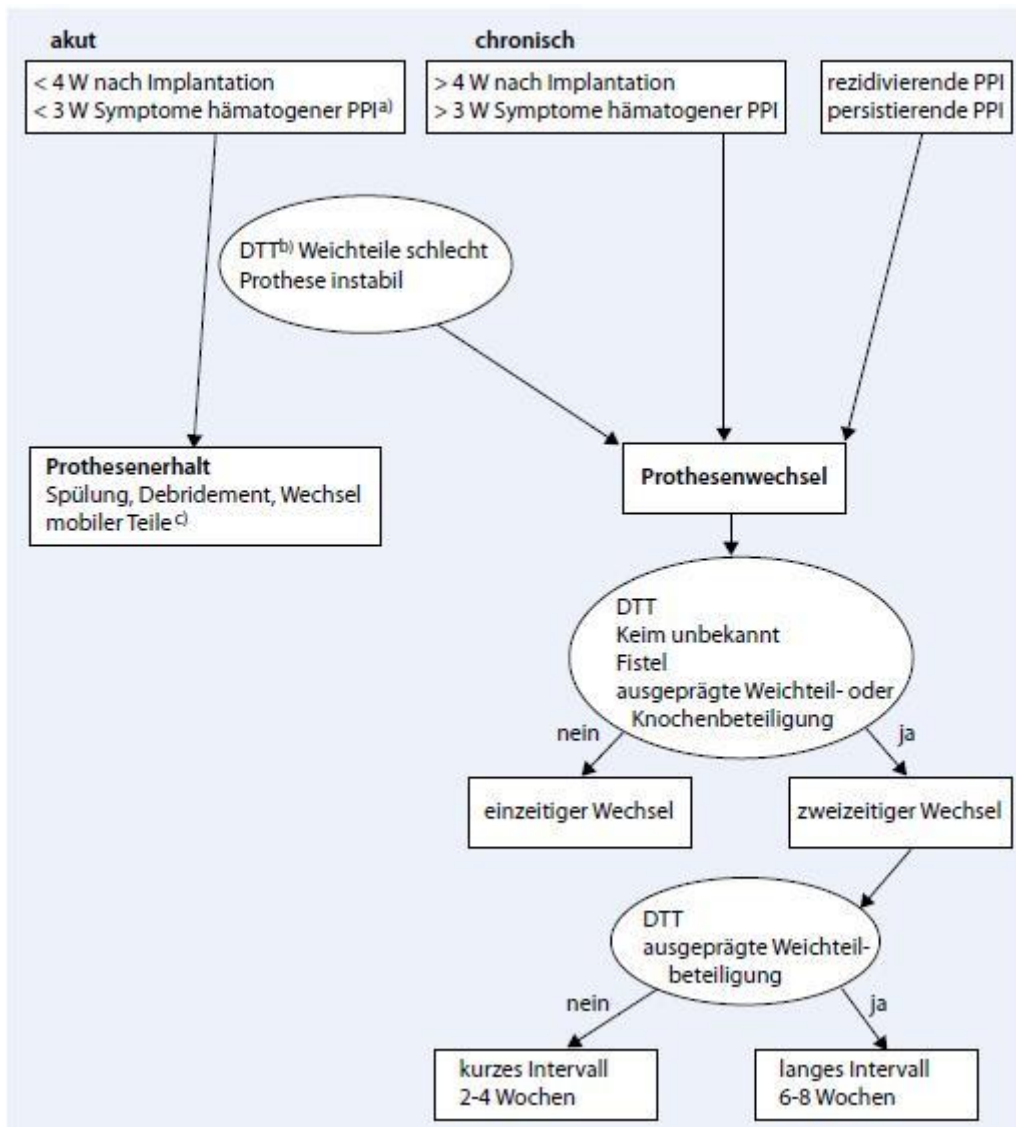 akut
< 4 W nach Implantation
< 3 W Symptome hämatogener PPI a)
chronisch
> 4 W nach Implantation
> 3 W Symptome hämatogener PPI
rezidivierende PPI
persistierende PPI
DTT b) Weichteile schlecht
Prothese instabil
Prothesenerhalt
Spülung, Debridement, Wechsel
mobiler Teile c)
Prothesenwechsel
DTT
Keim unbekannt
Fistel
ausgeprägte Weichteil- oder
Knochenbeteiligung
nein
ja
einzeitiger Wechsel
zweizeitiger Wechsel
DTT
ausgeprägte Weichteil-
beteiligung
nein
ja
kurzes Intervall
2-4 Wochen
langes Intervall
6-8 Wochen